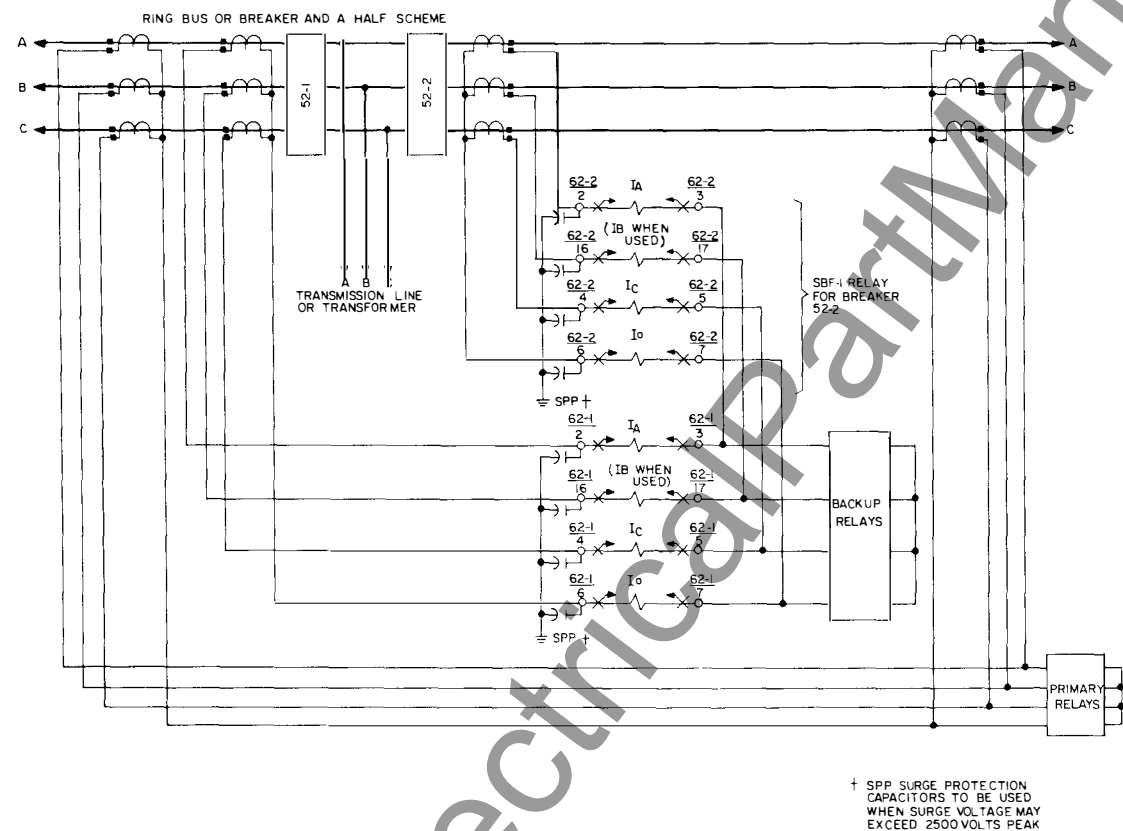 RING BUS OR BREAKER AND A HALF SCHEME
A
A
B
B
C
C
52-1
52-2
62-2
2
IA
62-2
3
(IB WHEN
USED)
62-2
16
62-2
17
62-2
4
IC
62-2
5
62-2
6
Io
62-2
7
SPP †
SBF-1 RELAY
FOR BREAKER
52-2
A B C
TRANSMISSION LINE
OR TRANSFORMER
62-1
2
IA
62-1
3
(IB WHEN
USED)
62-1
16
62-1
17
62-1
4
IC
62-1
5
62-1
6
Io
62-1
7
SPP †
BACKUP
RELAYS
PRIMARY
RELAYS
† SPP SURGE PROTECTION
CAPACITORS TO BE USED
WHEN SURGE VOLTAGE MAY
EXCEED 2500 VOLTS PEAK
ectricalPartMan